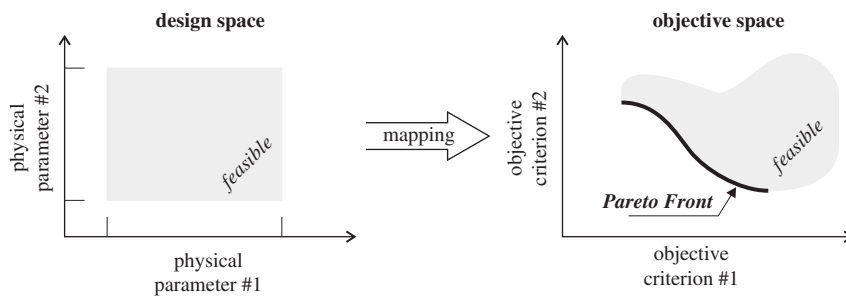 design space
objective space
physical
parameter #2
feasible
physical
parameter #1
mapping
objective
criterion #2
feasible
Pareto Front
objective
criterion #1